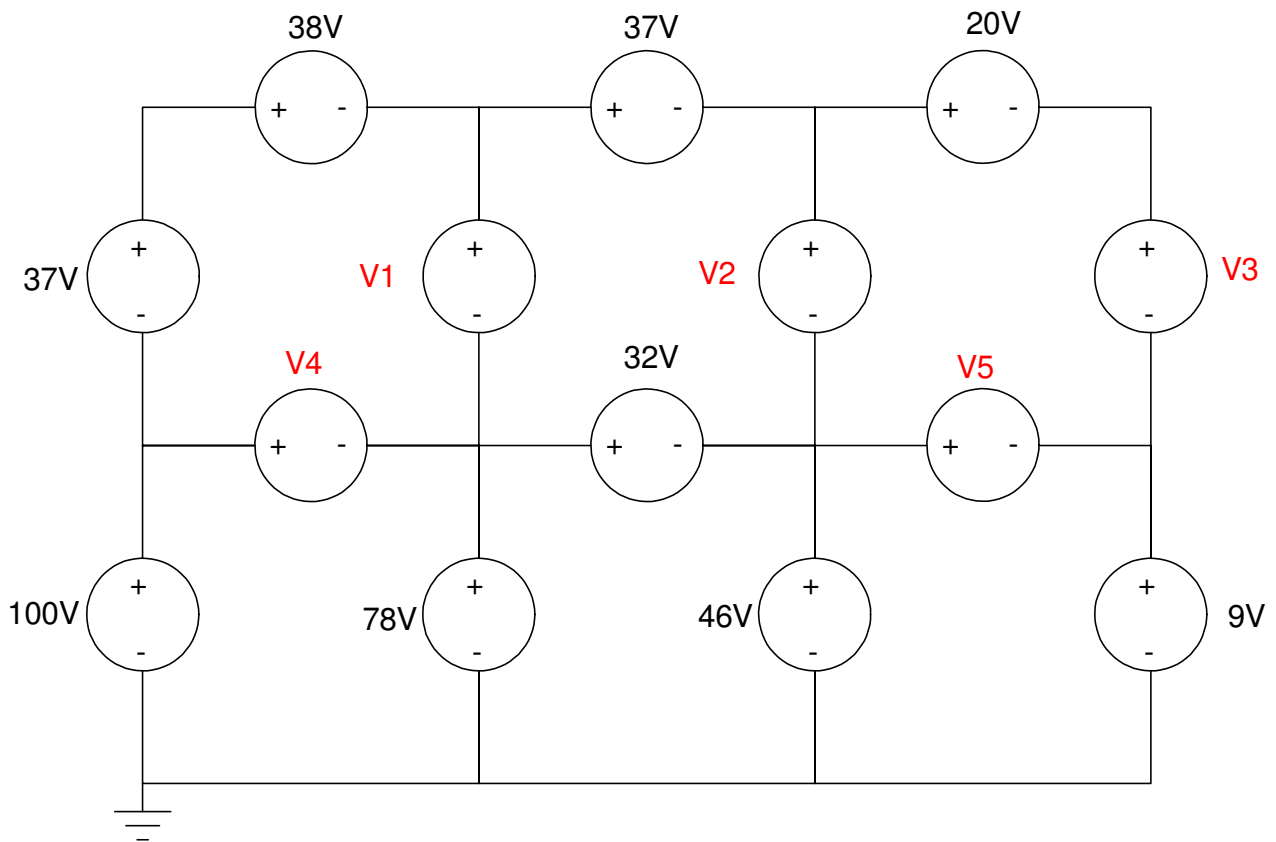 38V
37V
20V
+ -
+ -
+ -
+
-
37V
+
-
V1
+
-
V2
+
-
V3
V4
32V
V5
+ -
+ -
+ -
+
-
100V
+
-
78V
+
-
46V
+
-
9V